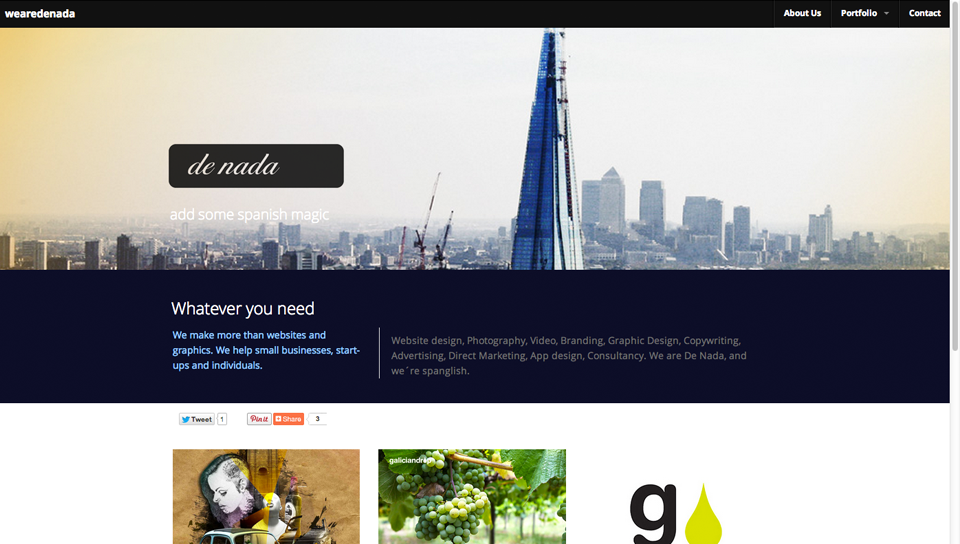 wearedenada
About Us
Portfolio
Contact
de nada
add some spanish magic
Whatever you need
We make more than websites and
graphics. We help small businesses, start-
ups and individuals.
Website design, Photography, Video, Branding, Graphic Design, Copywriting,
Advertising, Direct Marketing, App design, Consultancy. We are De Nada, and
we´re spanglish.
Tweet
1
Pin it
Share
3
galiciandrop
g